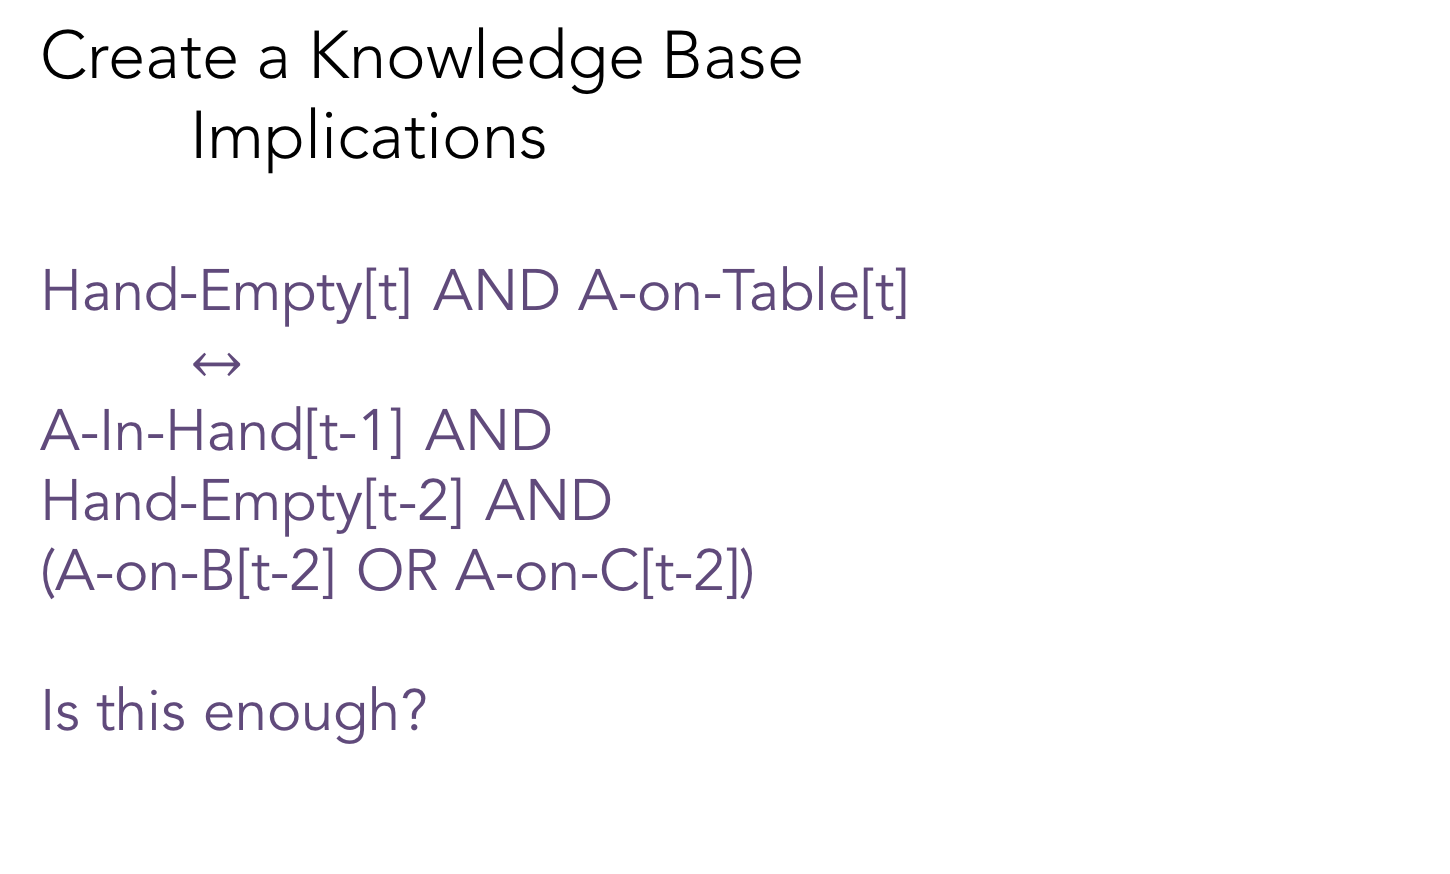 Create a Knowledge Base
Implications
Hand-Empty[t] AND A-on-Table[t]
↔
A-In-Hand[t-1] AND
Hand-Empty[t-2] AND
(A-on-B[t-2] OR A-on-C[t-2])
Is this enough?